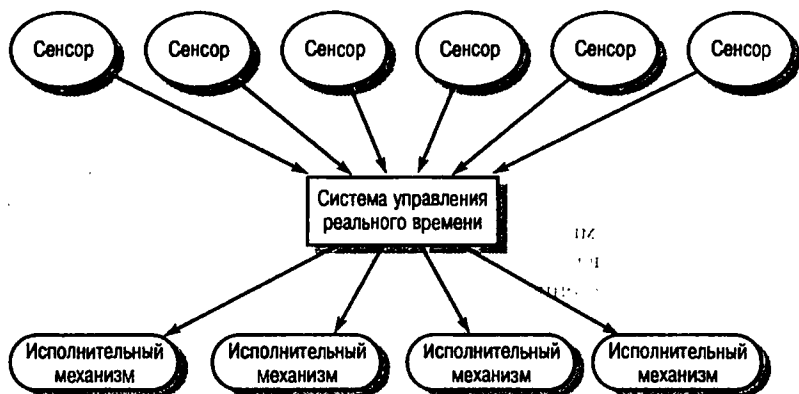 Сенсор Сенсор Сенсор Сенсор Сенсор Сенсор
Система управления
реального времени
Исполнительный
механизм
Исполнительный
механизм
Исполнительный
механизм
Исполнительный
механизм